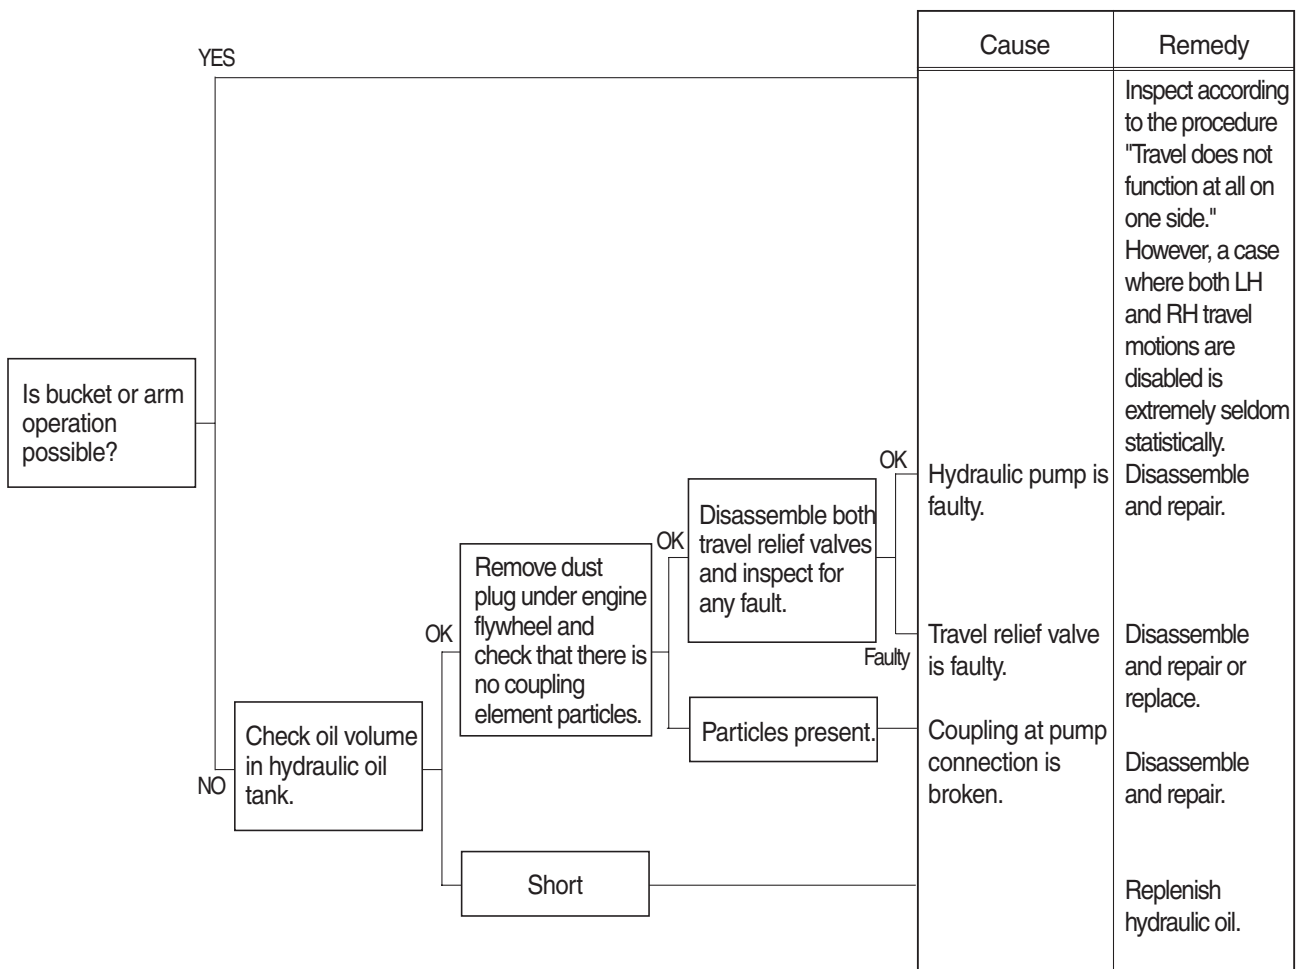 Cause
Remedy
YES
Inspect according
to the procedure
"Travel does not
function at all on
one side."
However, a case
where both LH
and RH travel
motions are
disabled is
extremely seldom
statistically.
Is bucket or arm
operation
possible?
NO
Check oil volume
in hydraulic oil
tank.
OK
Remove dust
plug under engine
flywheel and
check that there is
no coupling
element particles.
OK
Disassemble both
travel relief valves
and inspect for
any fault.
OK
Hydraulic pump is
faulty.
Disassemble
and repair.
Faulty
Travel relief valve
is faulty.
Disassemble
and repair or
replace.
Particles present.
Coupling at pump
connection is
broken.
Disassemble
and repair.
Short
Replenish
hydraulic oil.